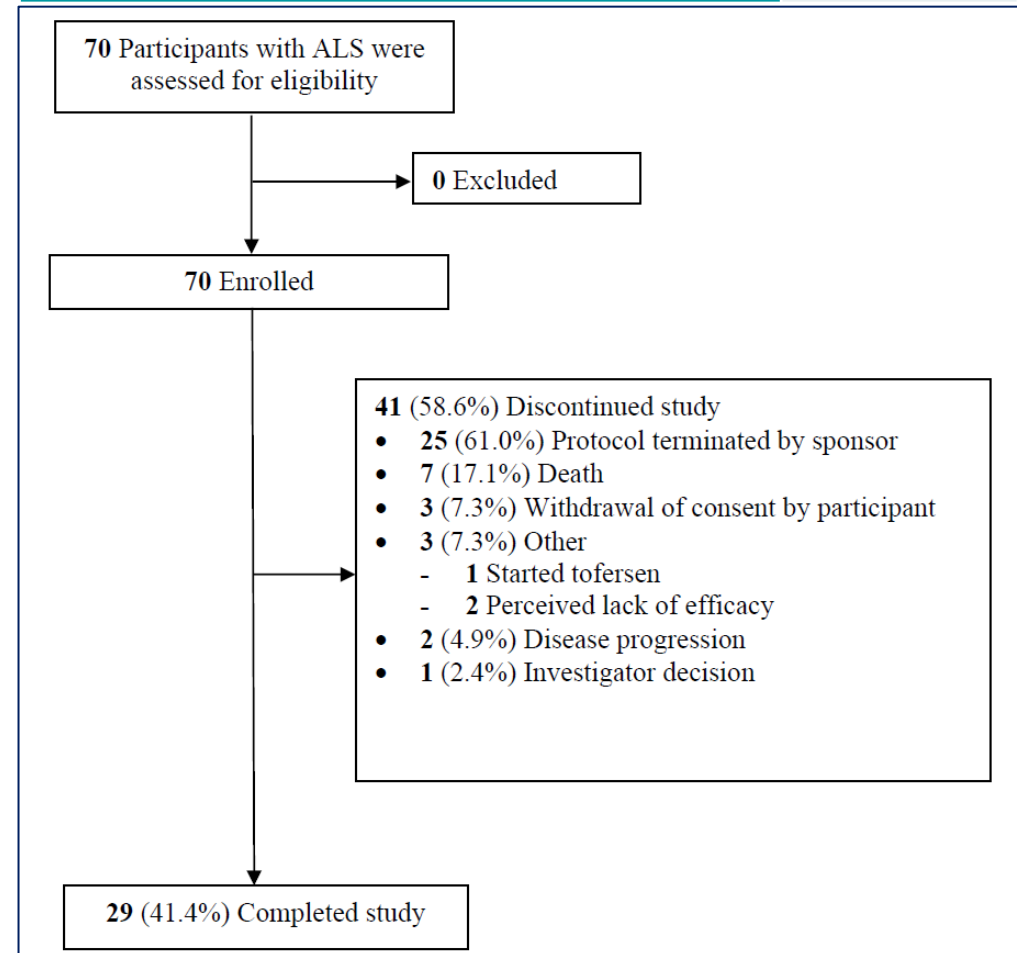 70 Participants with ALS were
assessed for eligibility
0 Excluded
70 Enrolled
41 (58.6%) Discontinued study
• 25 (61.0%) Protocol terminated by sponsor
• 7 (17.1%) Death
• 3 (7.3%) Withdrawal of consent by participant
• 3 (7.3%) Other
- 1 Started tofersen
- 2 Perceived lack of efficacy
• 2 (4.9%) Disease progression
• 1 (2.4%) Investigator decision
29 (41.4%) Completed study